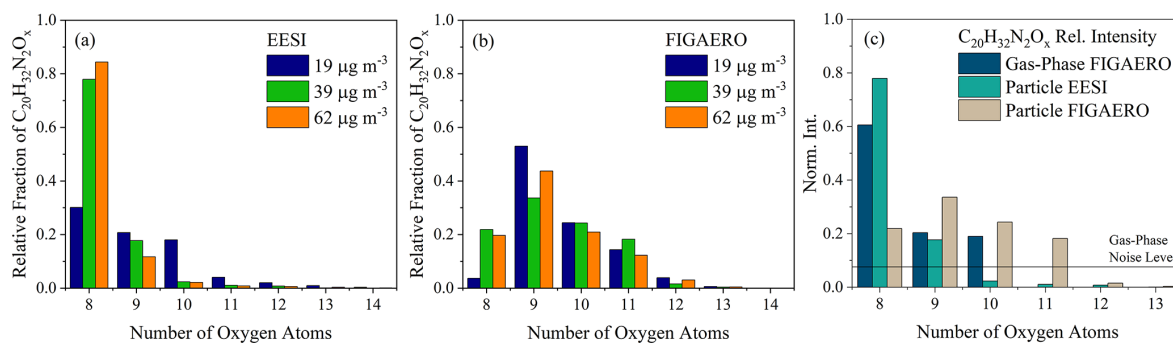 (a)
EESI
19 μg m⁻³
39 μg m⁻³
62 μg m⁻³
Relative Fraction of C₂₀H₃₂N₂Oₓ
1.0
0.8
0.6
0.4
0.2
0.0
8 9 10 11 12 13 14
Number of Oxygen Atoms
(b)
FIGAERO
19 μg m⁻³
39 μg m⁻³
62 μg m⁻³
Relative Fraction of C₂₀H₃₂N₂Oₓ
1.0
0.8
0.6
0.4
0.2
0.0
8 9 10 11 12 13 14
Number of Oxygen Atoms
(c)
C₂₀H₃₂N₂Oₓ Rel. Intensity
Gas-Phase FIGAERO
Particle EESI
Particle FIGAERO
Norm. Int.
1.0
0.8
0.6
0.4
0.2
0.0
Gas-Phase
Noise Level
8 9 10 11 12 13
Number of Oxygen Atoms